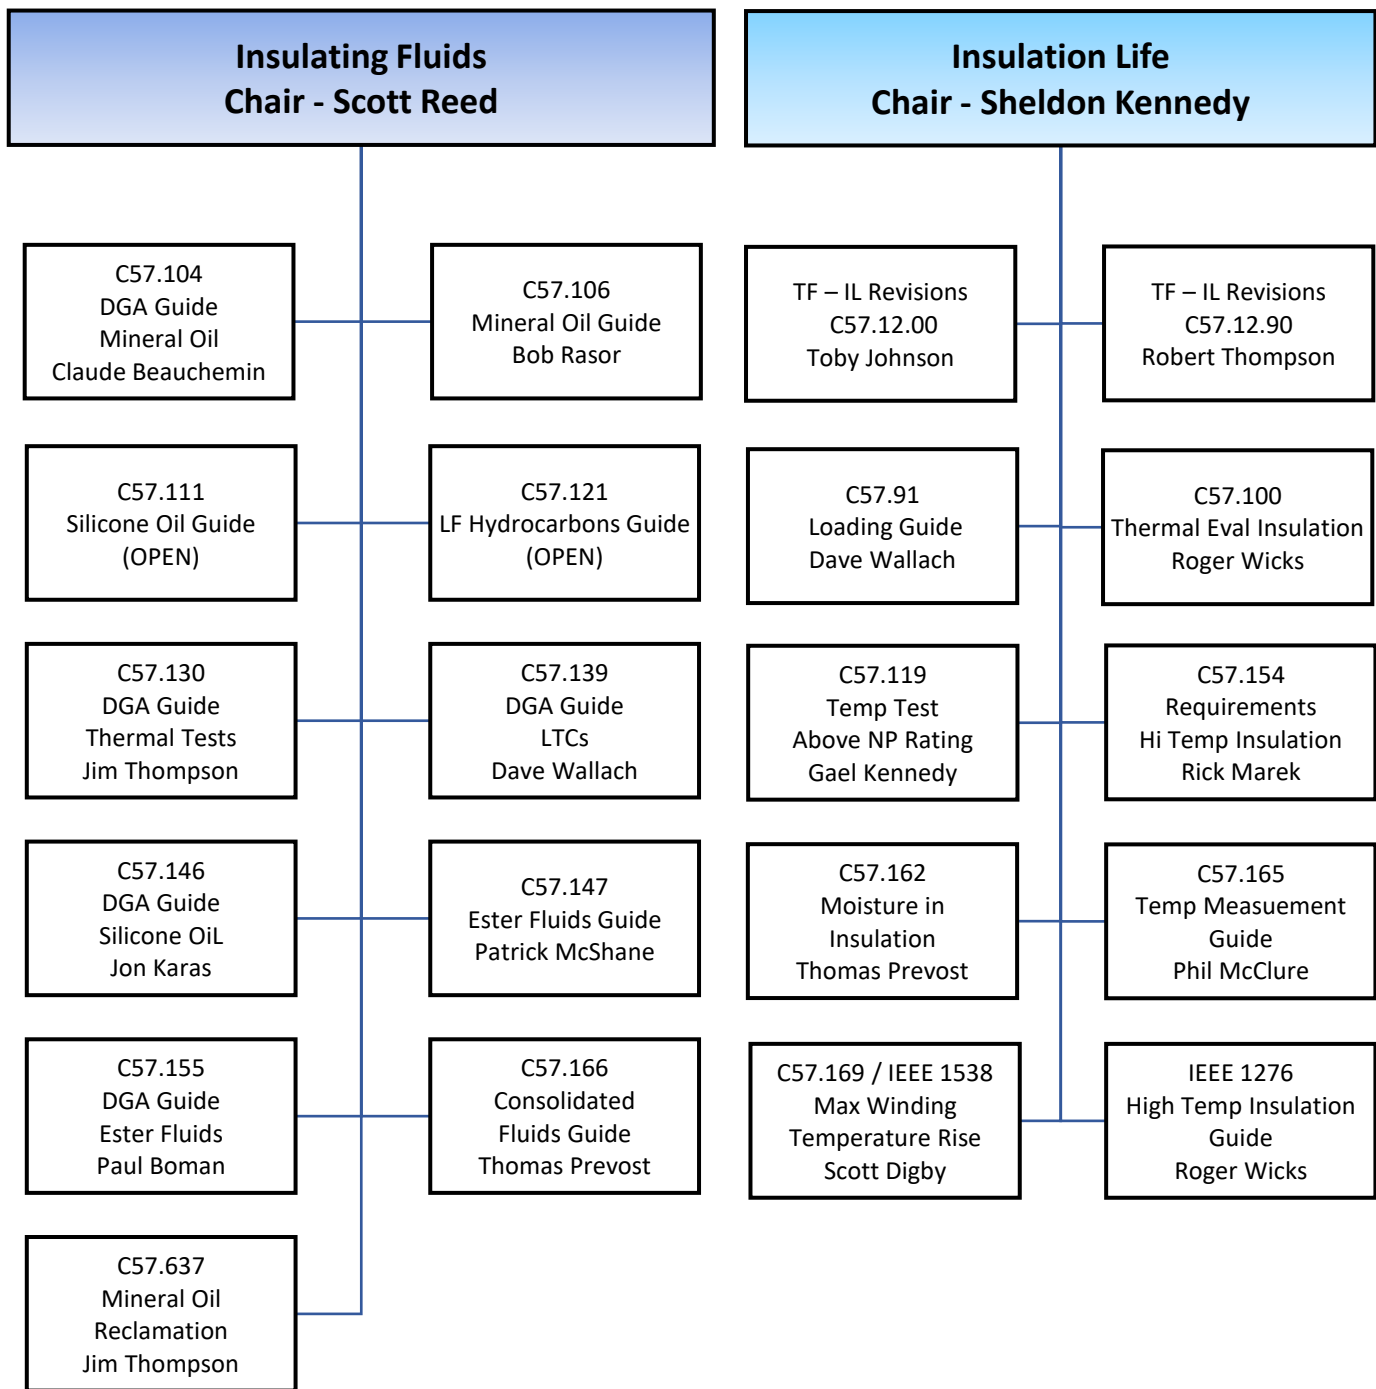 Insulating Fluids
Chair - Scott Reed
C57.104
DGA Guide
Mineral Oil
Claude Beauchemin
C57.106
Mineral Oil Guide
Bob Rasor
C57.111
Silicone Oil Guide
(OPEN)
C57.121
LF Hydrocarbons Guide
(OPEN)
C57.130
DGA Guide
Thermal Tests
Jim Thompson
C57.139
DGA Guide
LTCs
Dave Wallach
C57.146
DGA Guide
Silicone OiL
Jon Karas
C57.147
Ester Fluids Guide
Patrick McShane
C57.155
DGA Guide
Ester Fluids
Paul Boman
C57.166
Consolidated
Fluids Guide
Thomas Prevost
C57.637
Mineral Oil
Reclamation
Jim Thompson
Insulation Life
Chair - Sheldon Kennedy
TF – IL Revisions
C57.12.00
Toby Johnson
TF – IL Revisions
C57.12.90
Robert Thompson
C57.91
Loading Guide
Dave Wallach
C57.100
Thermal Eval Insulation
Roger Wicks
C57.119
Temp Test
Above NP Rating
Gael Kennedy
C57.154
Requirements
Hi Temp Insulation
Rick Marek
C57.162
Moisture in
Insulation
Thomas Prevost
C57.165
Temp Measuement
Guide
Phil McClure
C57.169 / IEEE 1538
Max Winding
Temperature Rise
Scott Digby
IEEE 1276
High Temp Insulation
Guide
Roger Wicks